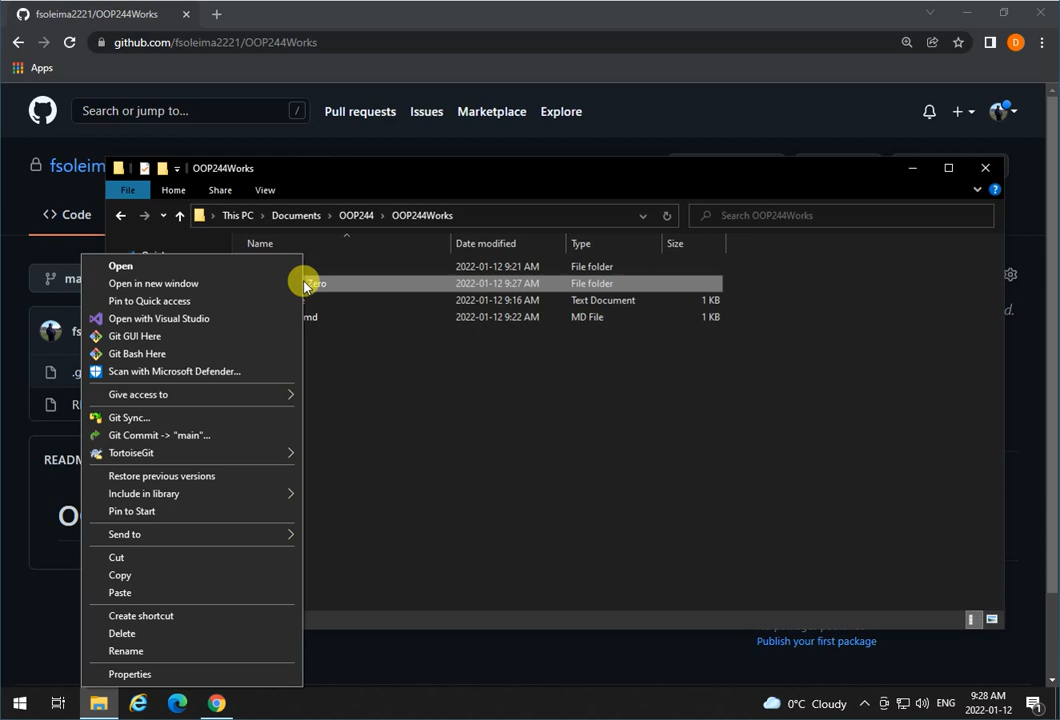 fsoleima2221/OOP244Works
github.com/fsoleima2221/OOP244Works
Apps
Search or jump to... /
Pull requests Issues Marketplace Explore
fsoleim
OOP244Works
File Home Share View
<> Code
This PC > Documents > OOP244 > OOP244Works
Search OOP244Works
Name Date modified Type Size
2022-01-12 9:21 AM File folder
Zero 2022-01-12 9:27 AM File folder
2022-01-12 9:16 AM Text Document 1 KB
md 2022-01-12 9:22 AM MD File 1 KB
ma
d.
fs
.g
R
READM
O
Open
Open in new window
Pin to Quick access
Open with Visual Studio
Git GUI Here
Git Bash Here
Scan with Microsoft Defender...
Give access to
Git Sync...
Git Commit -> "main"...
TortoiseGit
Restore previous versions
Include in library
Pin to Start
Send to
Cut
Copy
Paste
Create shortcut
Delete
Rename
Properties
Publish your first package
D
0°C Cloudy
ENG
9:28 AM
2022-01-12
1